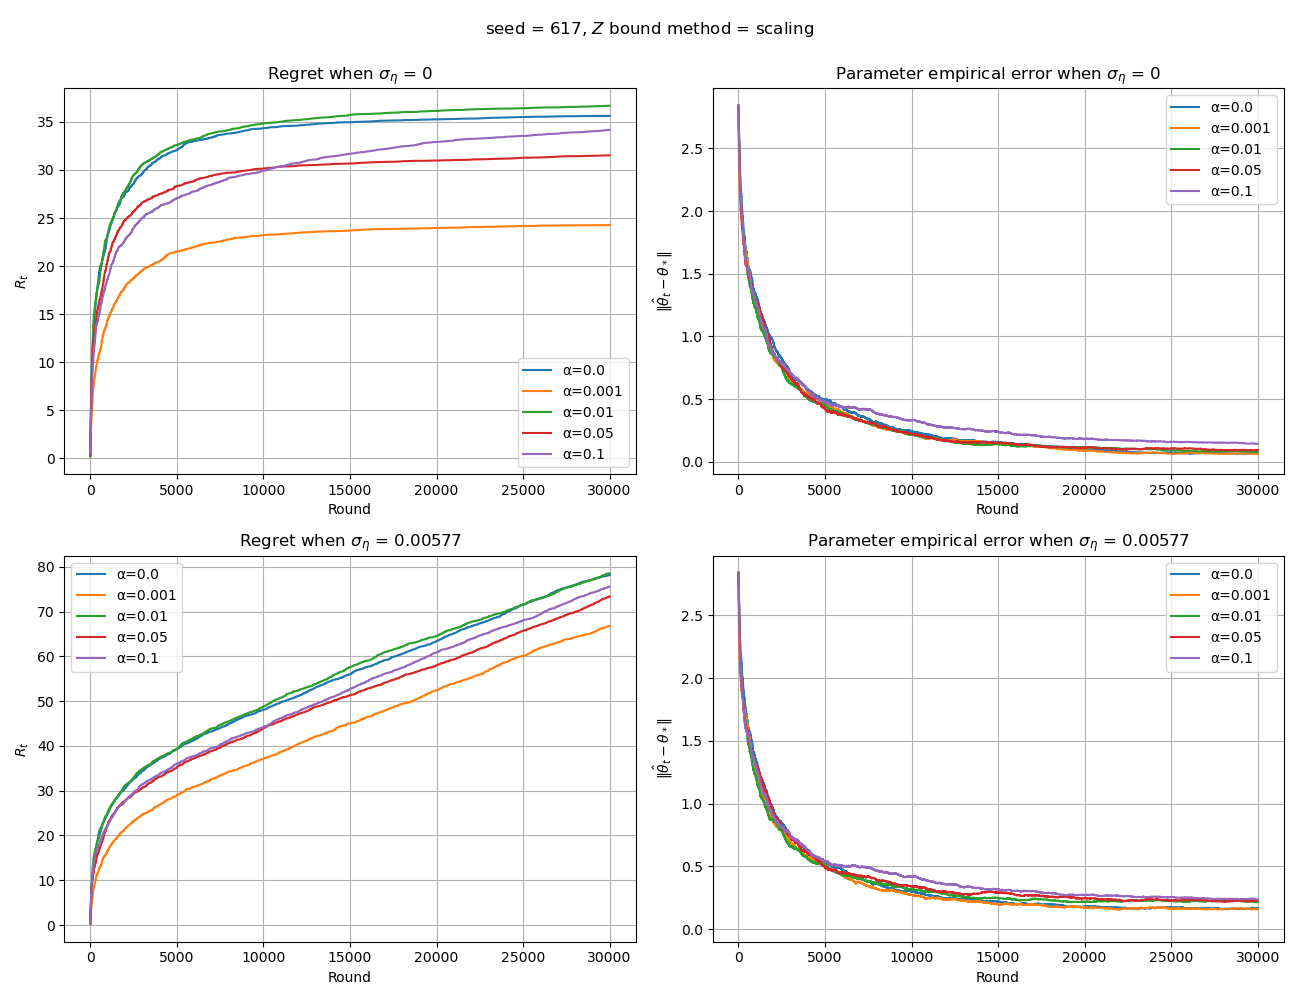 seed = 617, Z bound method = scaling
Regret when σ_η = 0
R_t
35
30
25
20
15
10
5
0
α=0.0
α=0.001
α=0.01
α=0.05
α=0.1
0 5000 10000 15000 20000 25000 30000
Round
Parameter empirical error when σ_η = 0
‖θ̂_t − θ_*‖
2.5
2.0
1.5
1.0
0.5
0.0
α=0.0
α=0.001
α=0.01
α=0.05
α=0.1
0 5000 10000 15000 20000 25000 30000
Round
Regret when σ_η = 0.00577
R_t
80
70
60
50
40
30
20
10
0
α=0.0
α=0.001
α=0.01
α=0.05
α=0.1
0 5000 10000 15000 20000 25000 30000
Round
Parameter empirical error when σ_η = 0.00577
‖θ̂_t − θ_*‖
2.5
2.0
1.5
1.0
0.5
0.0
α=0.0
α=0.001
α=0.01
α=0.05
α=0.1
0 5000 10000 15000 20000 25000 30000
Round